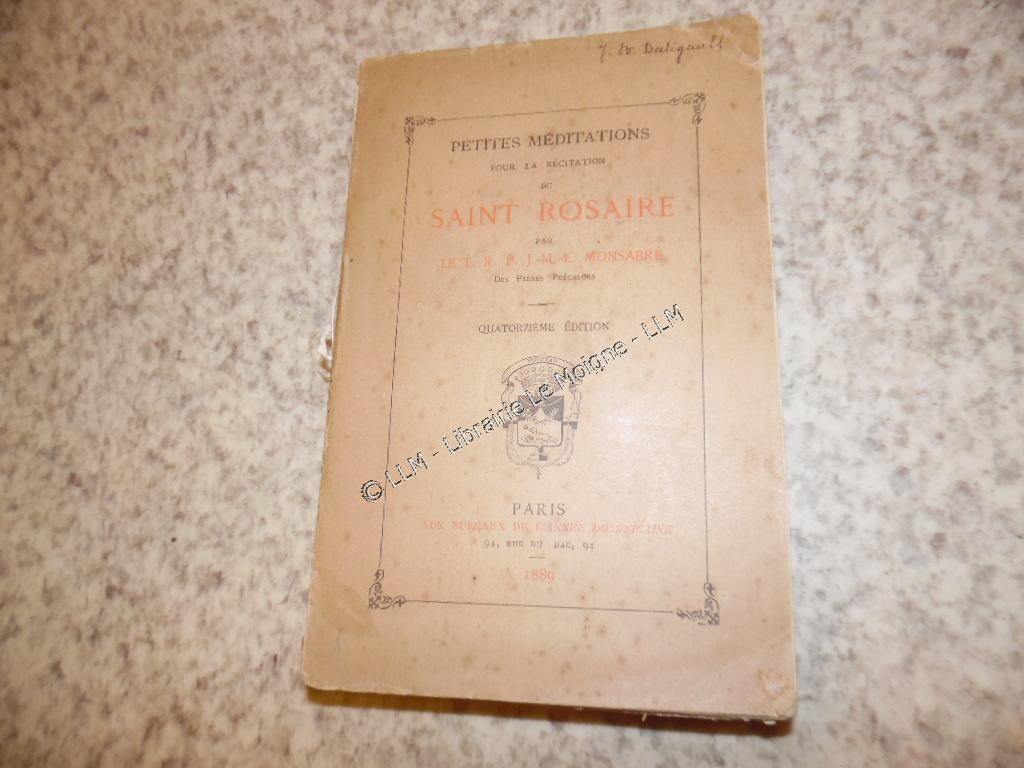 PETITES MÉDITATIONS
POUR LA RÉCITATION
DU
SAINT ROSAIRE
PAR
LE T. R. P. J.-M.-L. MONSABRÉ
DES FRÈRES PRÊCHEURS
QUATORZIÈME ÉDITION
VERITAS
© LLM - Librairie Le Moigne - LLM
PARIS
AUX BUREAUX DE L'ANNÉE DOMINICAINE
94, RUE DU BAC, 94
1889